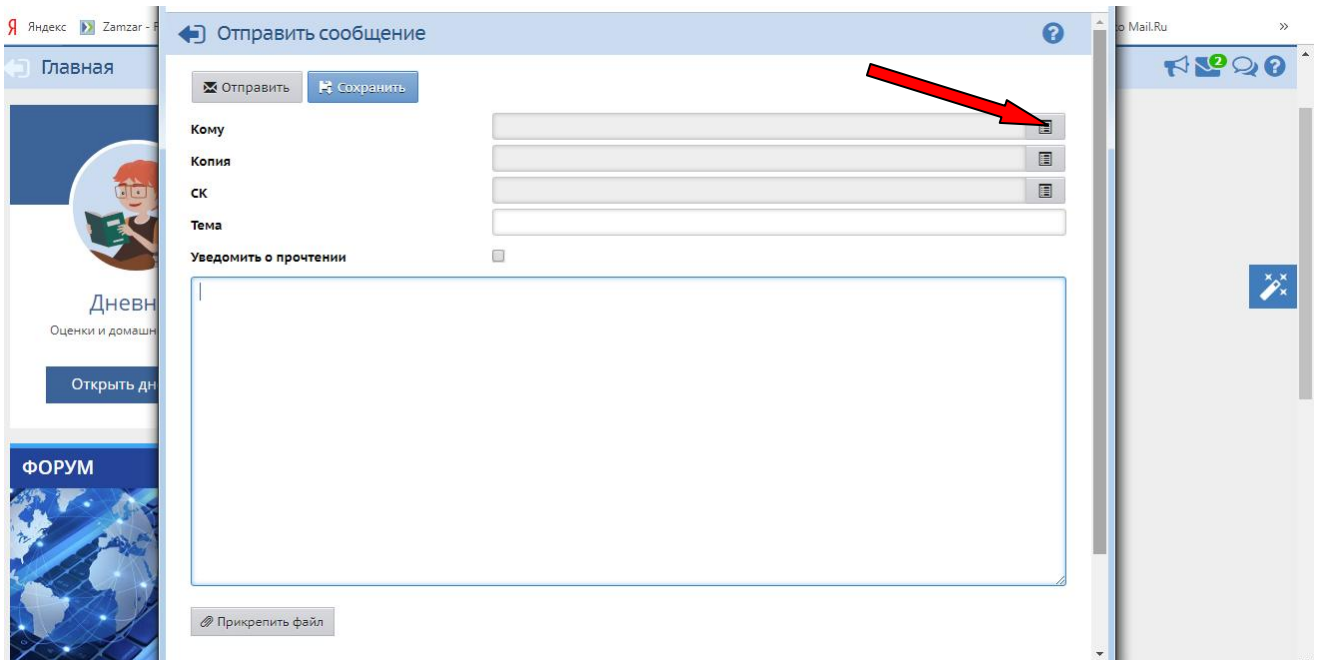 Яндекс
Zamzar - F
o Mail.Ru
»
Отправить сообщение
Главная
2
Отправить
Сохранить
Кому
Копия
СК
Тема
Уведомить о прочтении
Дневн
Оценки и домашн
Открыть дн
ФОРУМ
Прикрепить файл